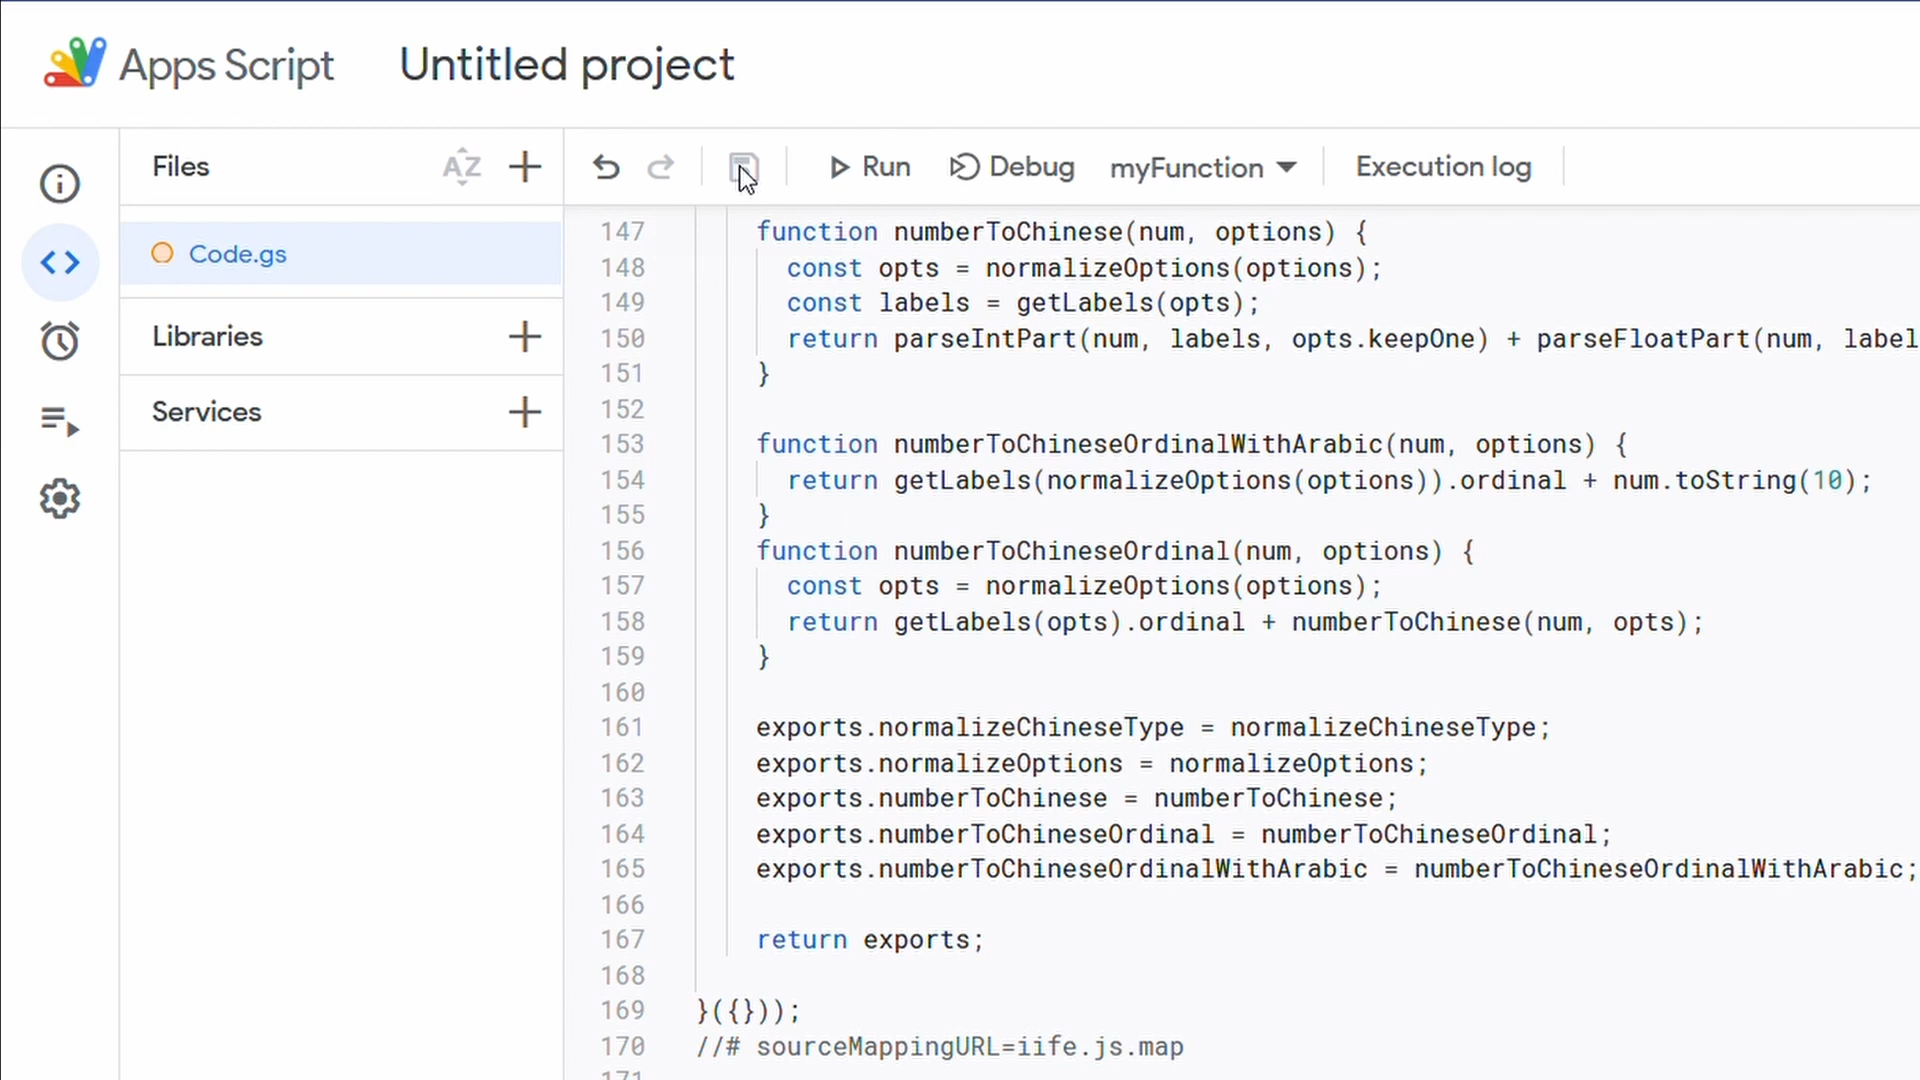 Apps Script Untitled project
Files
AZ
Run
Debug
myFunction
Execution log
Code.gs
Libraries
Services
147 function numberToChinese(num, options) {
148 const opts = normalizeOptions(options);
149 const labels = getLabels(opts);
150 return parseIntPart(num, labels, opts.keepOne) + parseFloatPart(num, label
151 }
152
153 function numberToChineseOrdinalWithArabic(num, options) {
154 return getLabels(normalizeOptions(options)).ordinal + num.toString(10);
155 }
156 function numberToChineseOrdinal(num, options) {
157 const opts = normalizeOptions(options);
158 return getLabels(opts).ordinal + numberToChinese(num, opts);
159 }
160
161 exports.normalizeChineseType = normalizeChineseType;
162 exports.normalizeOptions = normalizeOptions;
163 exports.numberToChinese = numberToChinese;
164 exports.numberToChineseOrdinal = numberToChineseOrdinal;
165 exports.numberToChineseOrdinalWithArabic = numberToChineseOrdinalWithArabic;
166
167 return exports;
168
169 }({}));
170 //# sourceMappingURL=iife.js.map
171